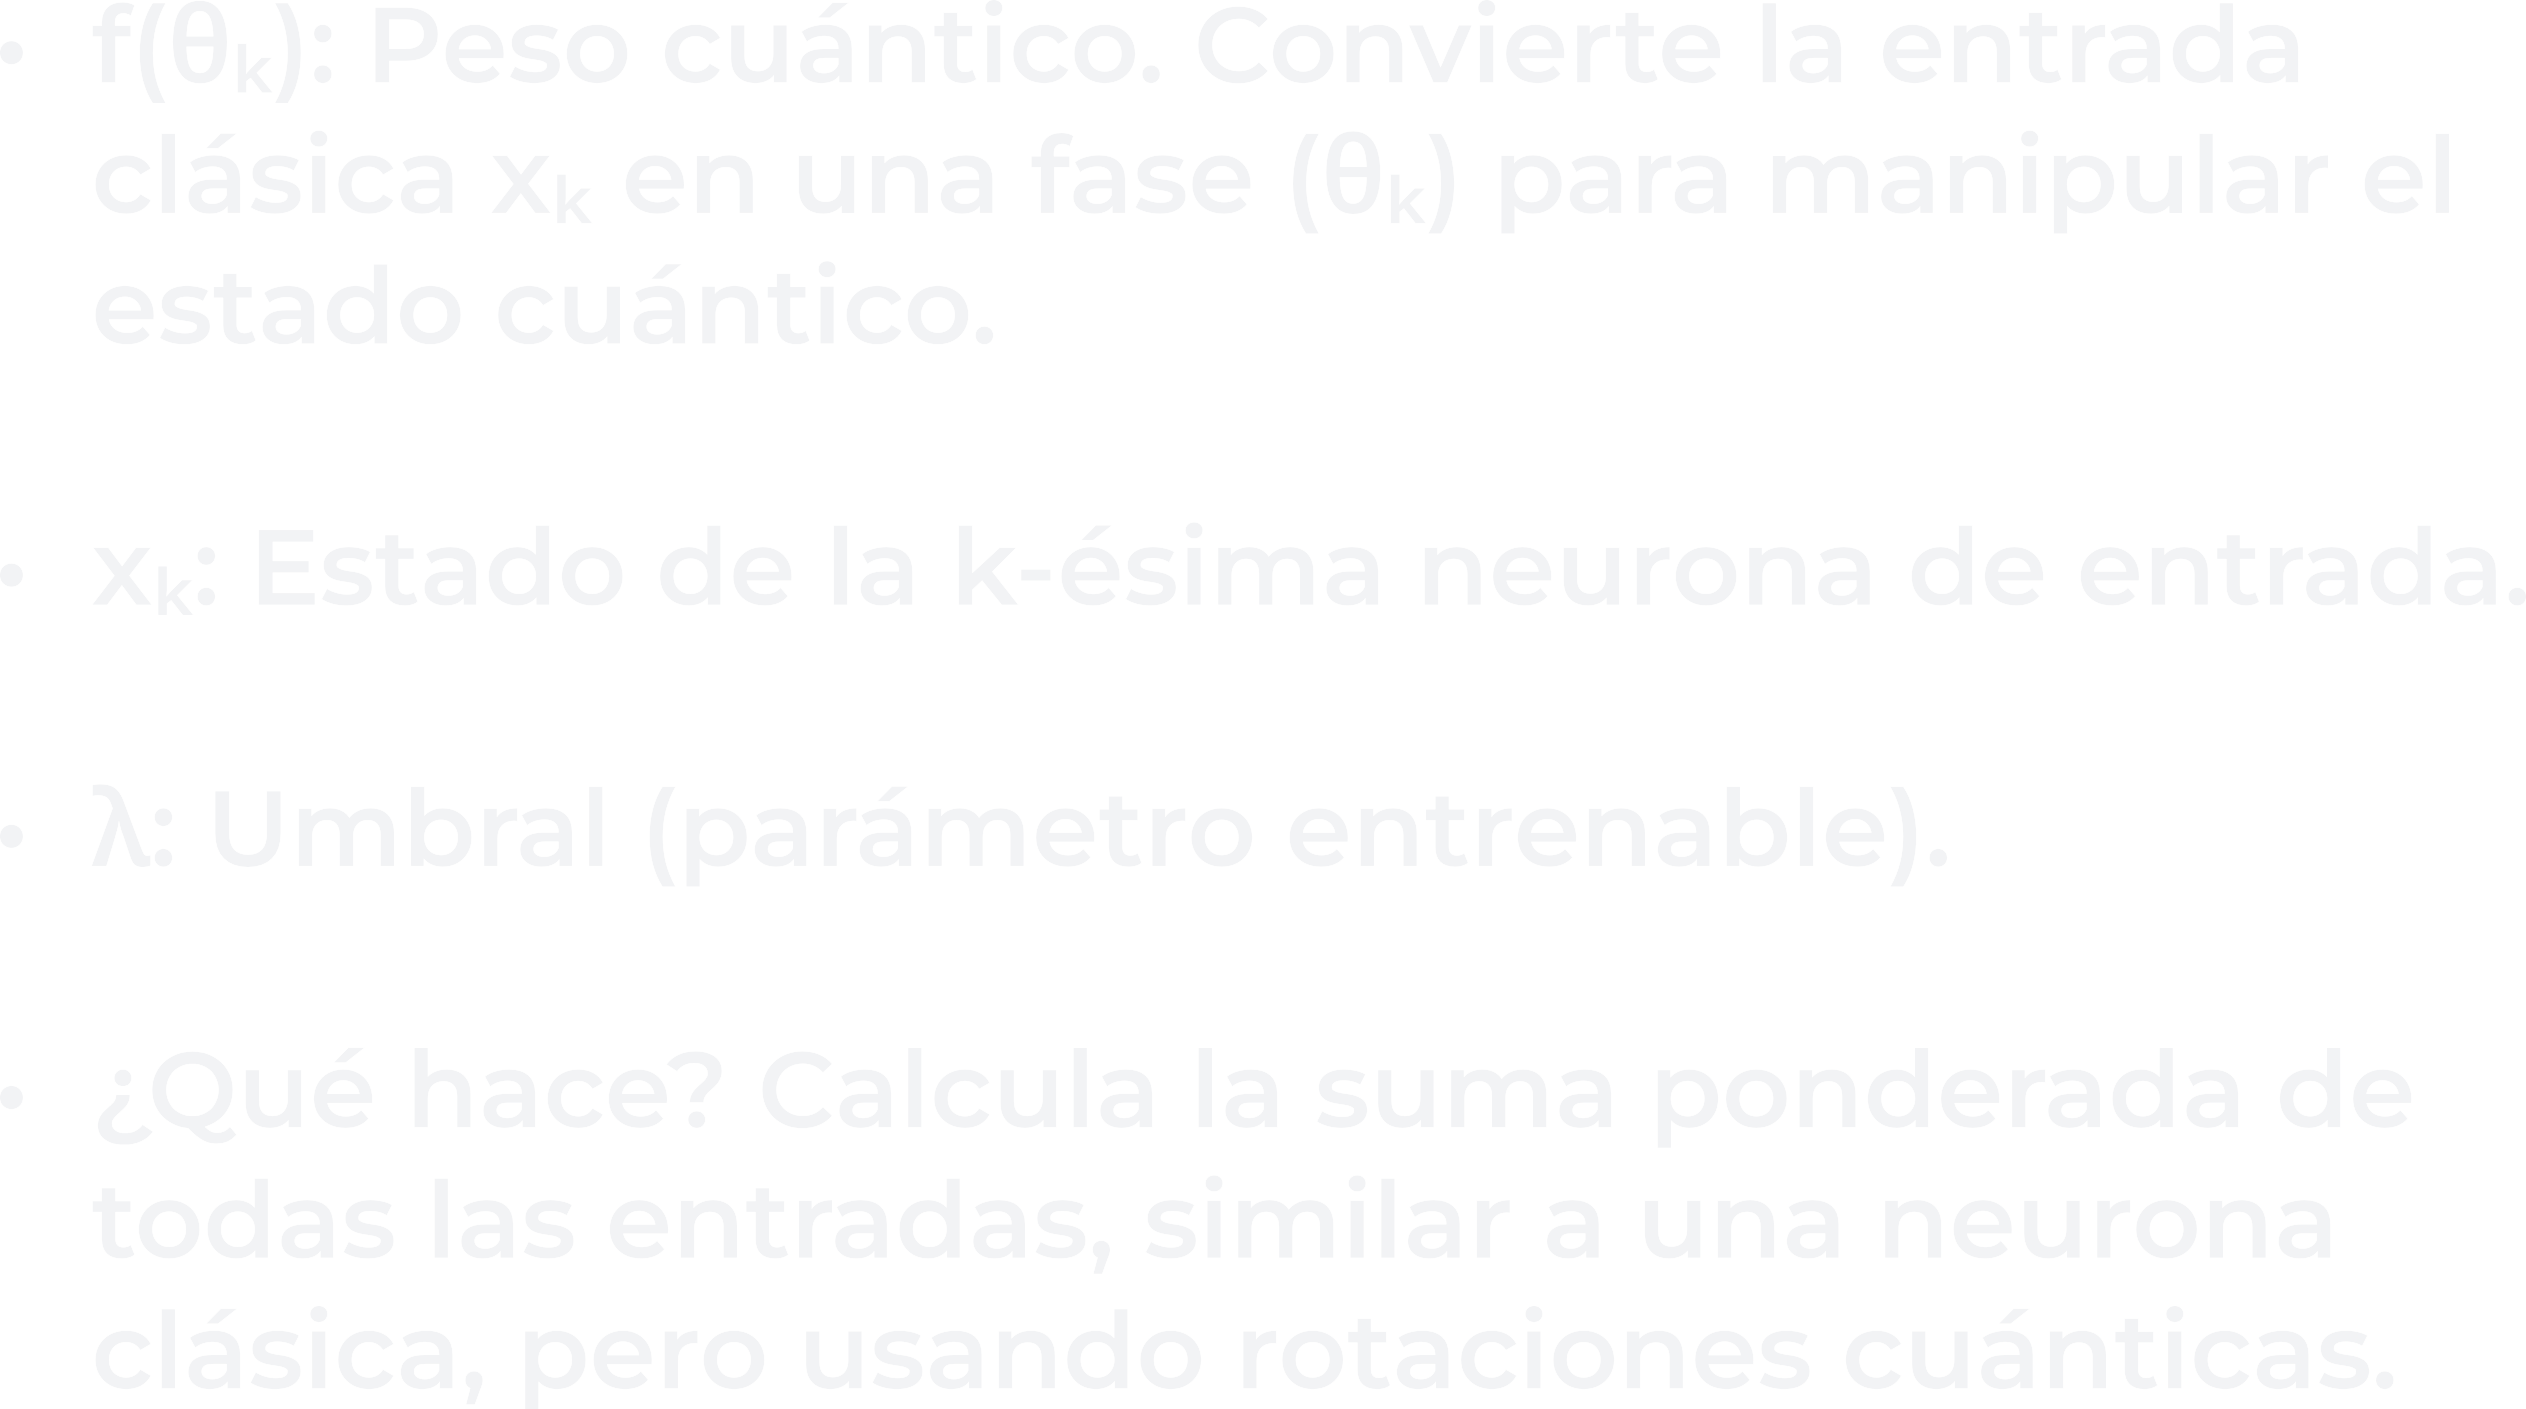 • f(θₖ): Peso cuántico. Convierte la entrada
clásica xₖ en una fase (θₖ) para manipular el
estado cuántico.
• xₖ: Estado de la k-ésima neurona de entrada.
• λ: Umbral (parámetro entrenable).
• ¿Qué hace? Calcula la suma ponderada de
todas las entradas, similar a una neurona
clásica, pero usando rotaciones cuánticas.